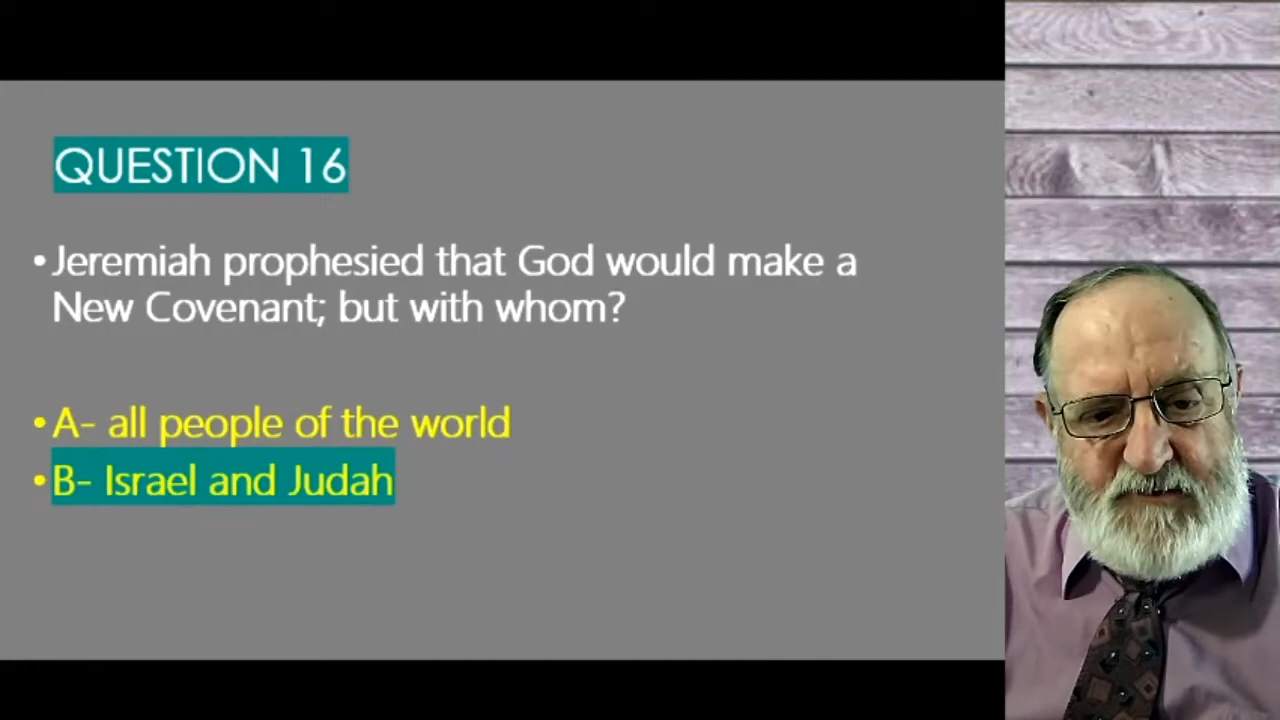 QUESTION 16
•Jeremiah prophesied that God would make a
New Covenant; but with whom?
•A- all people of the world
•B- Israel and Judah